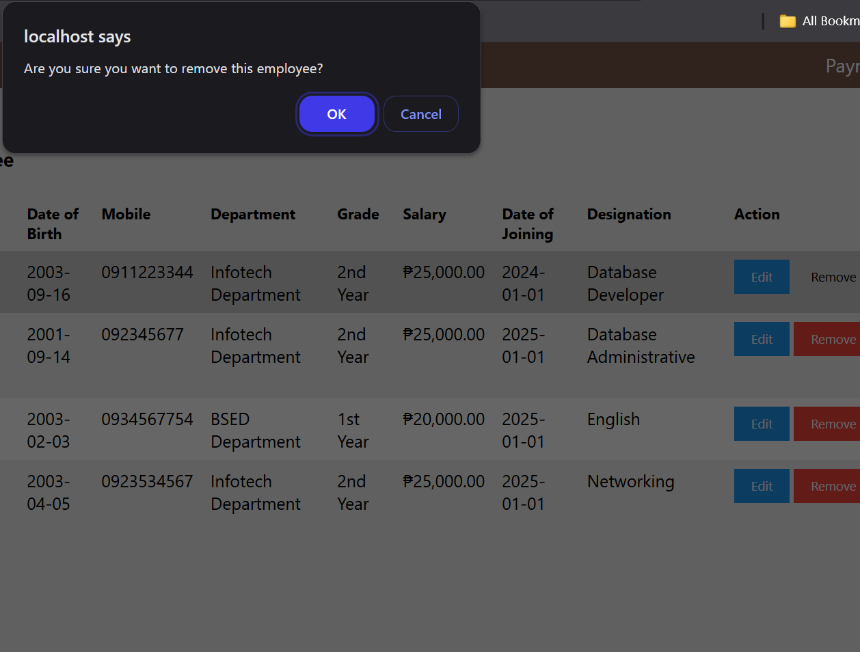 localhost says
All Bookm
Are you sure you want to remove this employee?
Payr
OK Cancel
ee
Date of Birth Mobile Department Grade Salary Date of Joining Designation Action
2003-09-16 0911223344 Infotech Department 2nd Year ₱25,000.00 2024-01-01 Database Developer Edit Remove
2001-09-14 092345677 Infotech Department 2nd Year ₱25,000.00 2025-01-01 Database Administrative Edit Remove
2003-02-03 0934567754 BSED Department 1st Year ₱20,000.00 2025-01-01 English Edit Remove
2003-04-05 0923534567 Infotech Department 2nd Year ₱25,000.00 2025-01-01 Networking Edit Remove